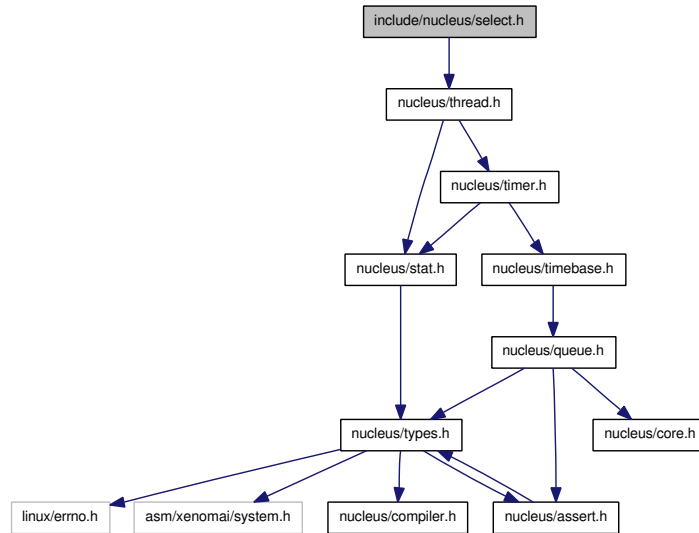 include/nucleus/select.h
nucleus/thread.h
nucleus/timer.h
nucleus/stat.h
nucleus/timebase.h
nucleus/queue.h
nucleus/types.h
nucleus/core.h
linux/errno.h
asm/xenomai/system.h
nucleus/compiler.h
nucleus/assert.h